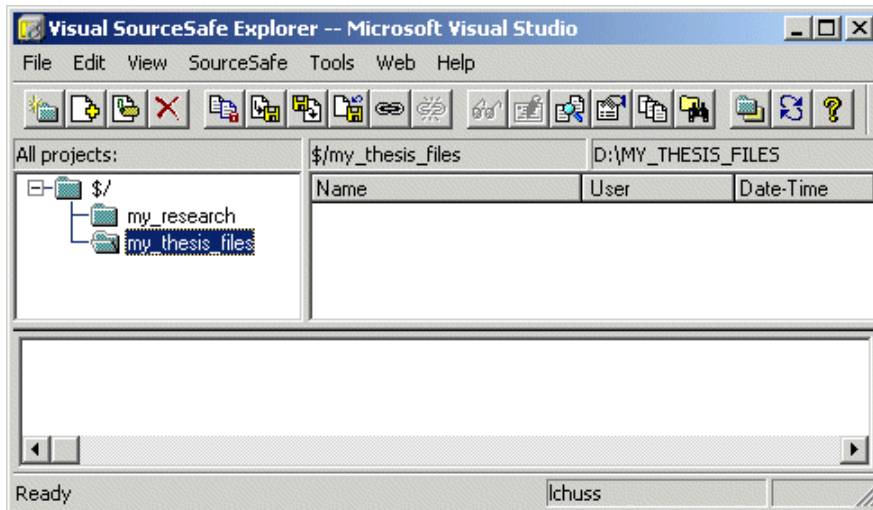 Visual SourceSafe Explorer -- Microsoft Visual Studio
File Edit View SourceSafe Tools Web Help
All projects: $/my_thesis_files D:\MY_THESIS_FILES
$/ Name User Date-Time
my_research
my_thesis_files
Ready lchuss